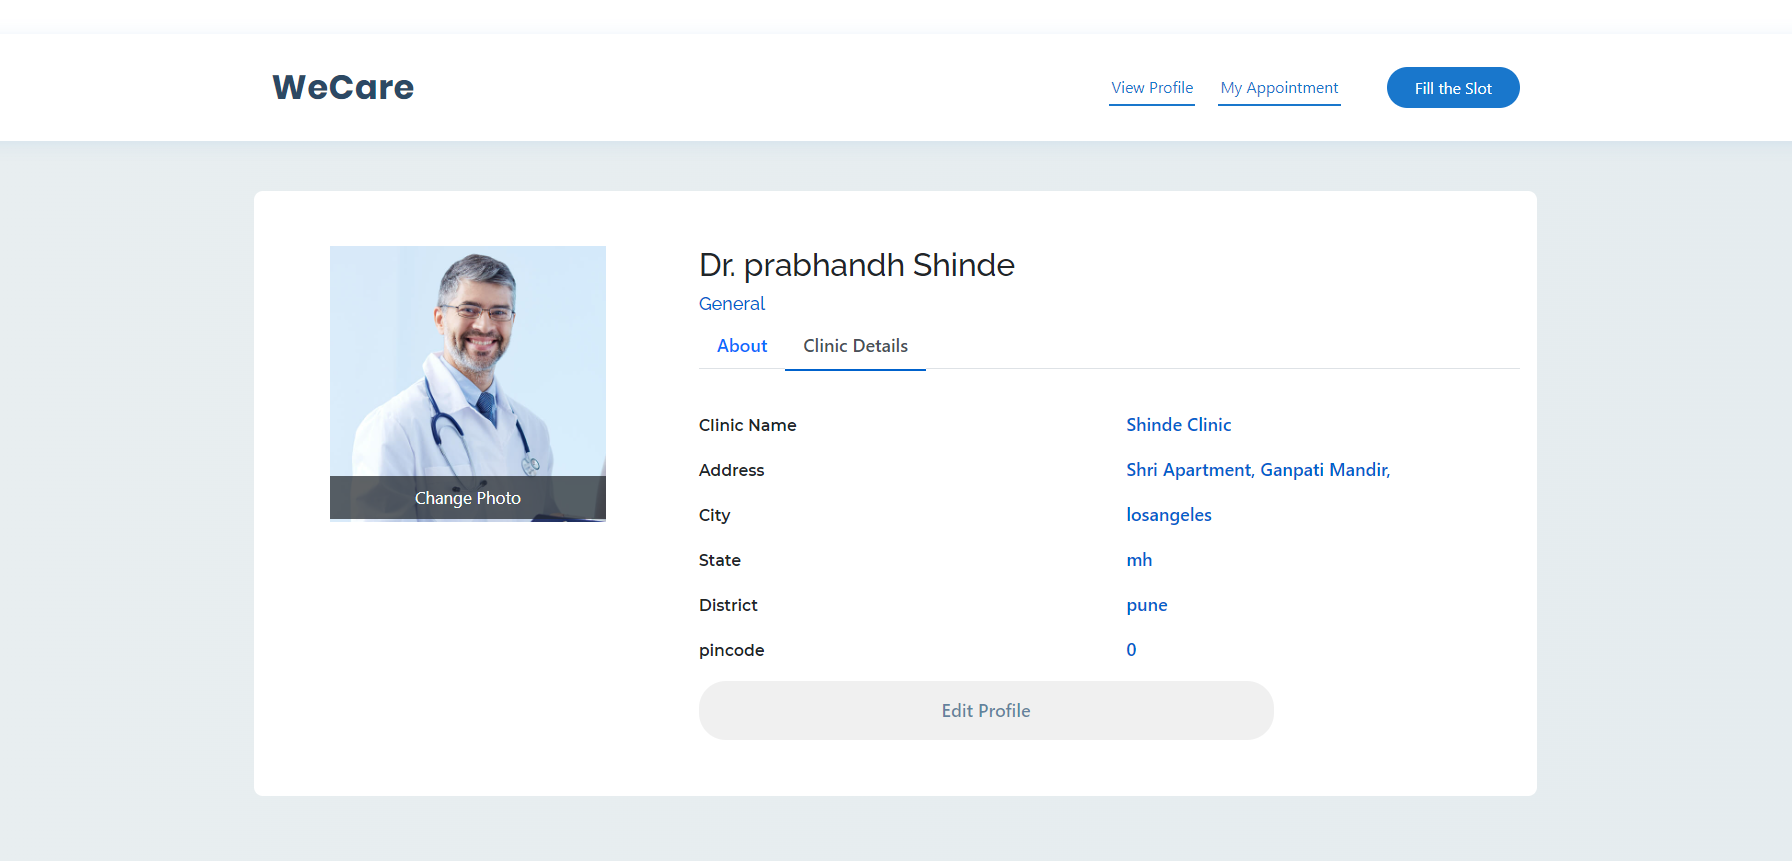 WeCare
View Profile
My Appointment
Fill the Slot
Dr. prabhandh Shinde
General
About
Clinic Details
Clinic Name
Shinde Clinic
Address
Shri Apartment, Ganpati Mandir,
City
losangeles
State
mh
District
pune
pincode
0
Change Photo
Edit Profile